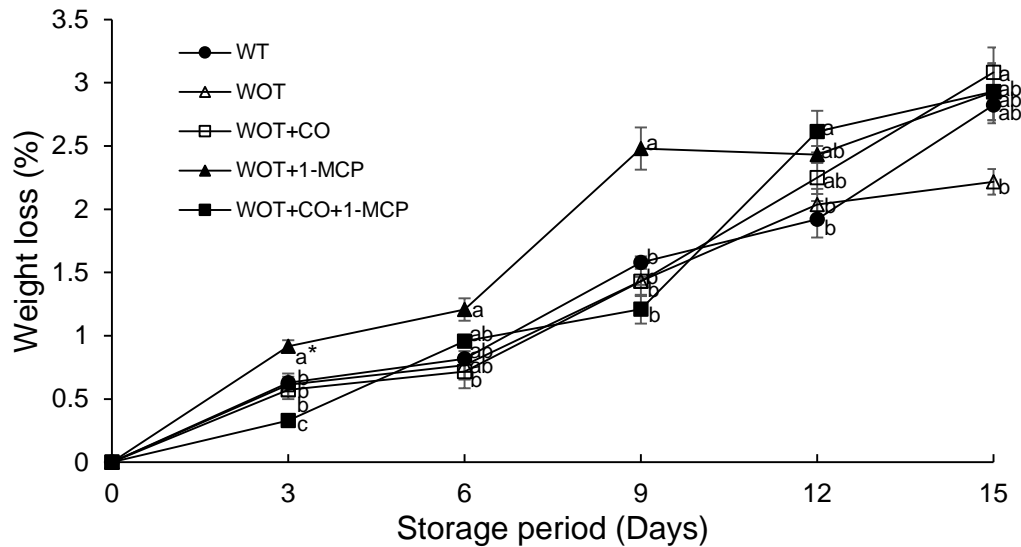 3.5
3
2.5
2
1.5
1
0.5
0
Weight loss (%)
WT
WOT
WOT+CO
WOT+1-MCP
WOT+CO+1-MCP
a*
b
b
b
c
a
ab
ab
ab
b
a
b
b
b
b
a
ab
ab
b
b
a
ab
ab
ab
b
0 3 6 9 12 15
Storage period (Days)